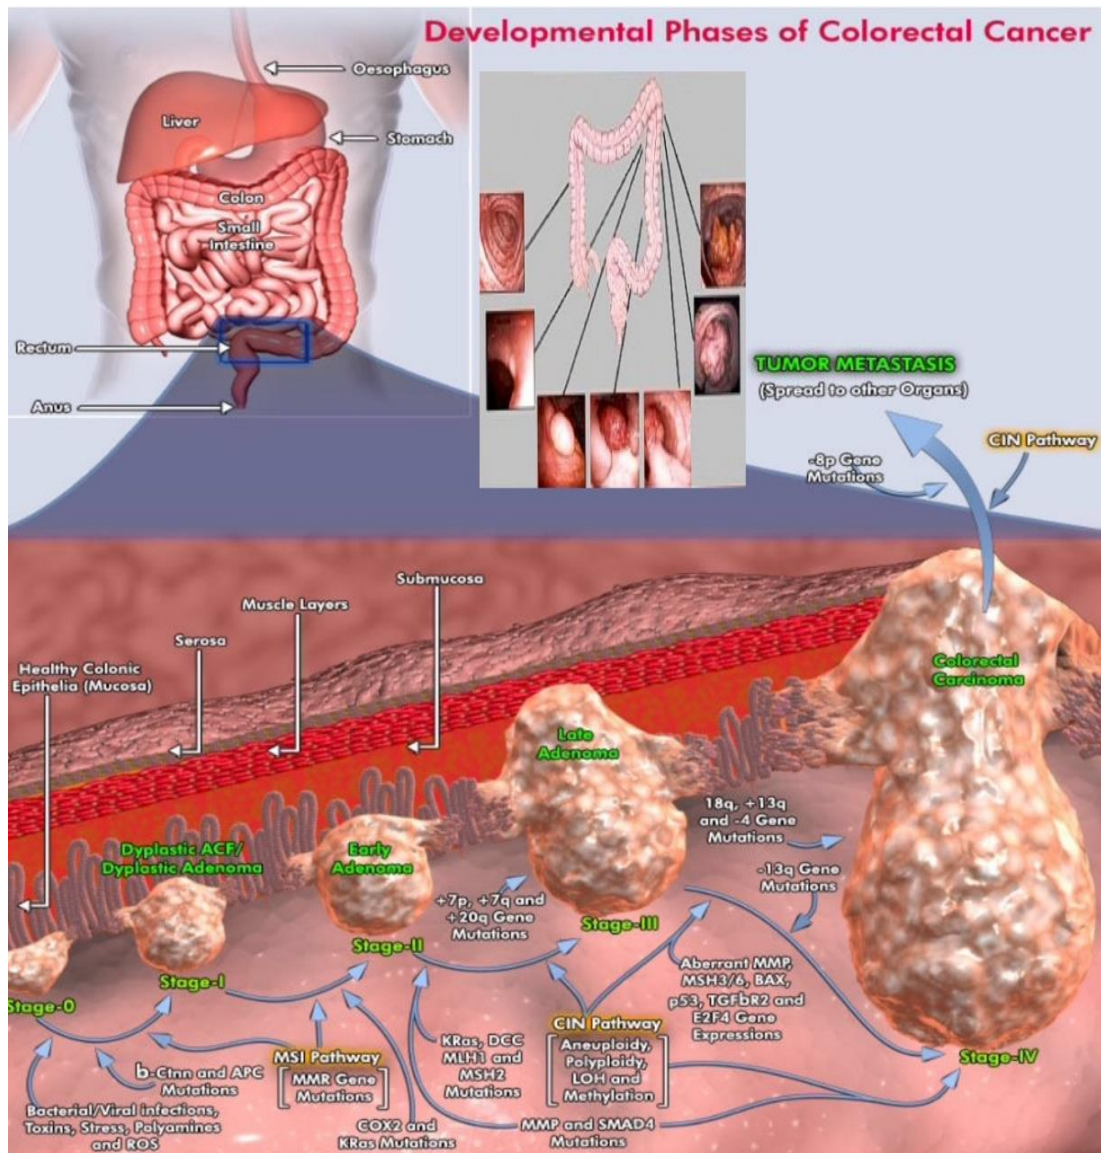 Developmental Phases of Colorectal Cancer
Oesophagus
Liver
Stomach
Colon
Small
Intestine
Rectum
Anus
TUMOR METASTASIS
(Spread to other Organs)
CIN Pathway
-8p Gene
Mutations
Submucosa
Muscle Layers
Serosa
Healthy Colonic
Epithelia (Mucosa)
Colorectal
Carcinoma
Late
Adenoma
18q, +13q
and -4 Gene
Mutations
Dyplastic ACF/
Dyplastic Adenoma
Early
Adenoma
-13q Gene
Mutations
+7p, +7q and
+20q Gene
Mutations
Stage-III
Stage-II
Stage-I
Stage-0
Aberrant MMP,
MSH3/6, BAX,
p53, TGFbR2 and
E2F4 Gene
Expressions
CIN Pathway
Aneuploidy,
Polyploidy,
LOH and
Methylation
KRas, DCC
MLH1 and
MSH2
Mutations
Stage-IV
MSI Pathway
MMR Gene
Mutations
b-Ctnn and APC
Mutations
Bacterial/Viral infections,
Toxins, Stress, Polyamines
and ROS
COX2 and
KRas Mutations
MMP and SMAD4
Mutations